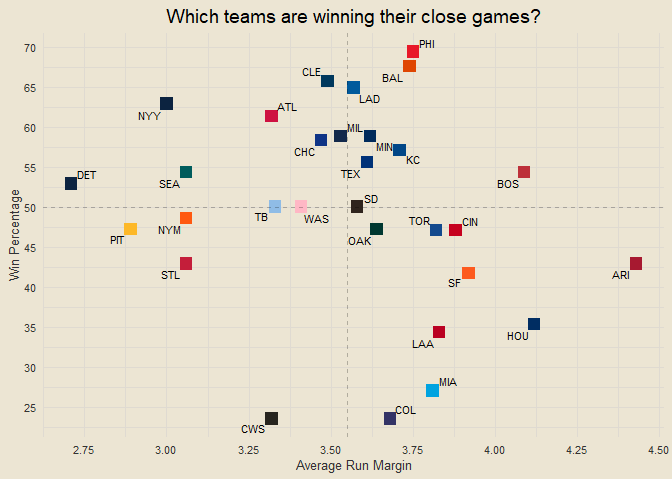 Which teams are winning their close games?
Win Percentage
70
65
60
55
50
45
40
35
30
25
PHI
BAL
CLE
LAD
NYY
ATL
MIL
MIN
CHC
KC
TEX
DET
SEA
BOS
TB
WAS
SD
NYM
PIT
OAK
TOR
CIN
STL
SF
ARI
HOU
LAA
MIA
COL
CWS
2.75 3.00 3.25 3.50 3.75 4.00 4.25 4.50
Average Run Margin